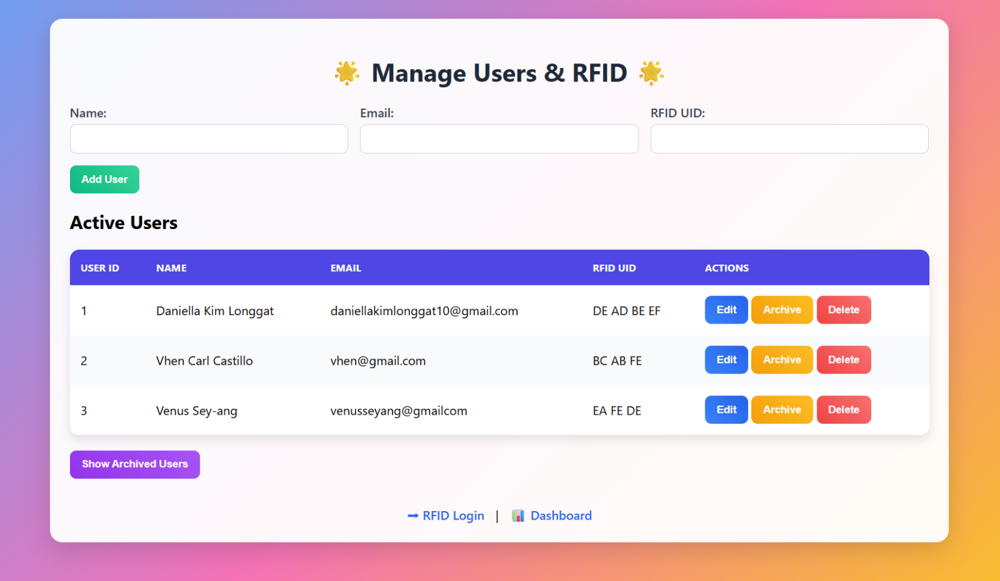 🌟 Manage Users & RFID 🌟
Name: Email: RFID UID:
Add User
Active Users
USER ID NAME EMAIL RFID UID ACTIONS
1 Daniella Kim Longgat daniellakimlonggat10@gmail.com DE AD BE EF Edit Archive Delete
2 Vhen Carl Castillo vhen@gmail.com BC AB FE Edit Archive Delete
3 Venus Sey-ang venusseyang@gmailcom EA FE DE Edit Archive Delete
Show Archived Users
➡ RFID Login | 📊 Dashboard